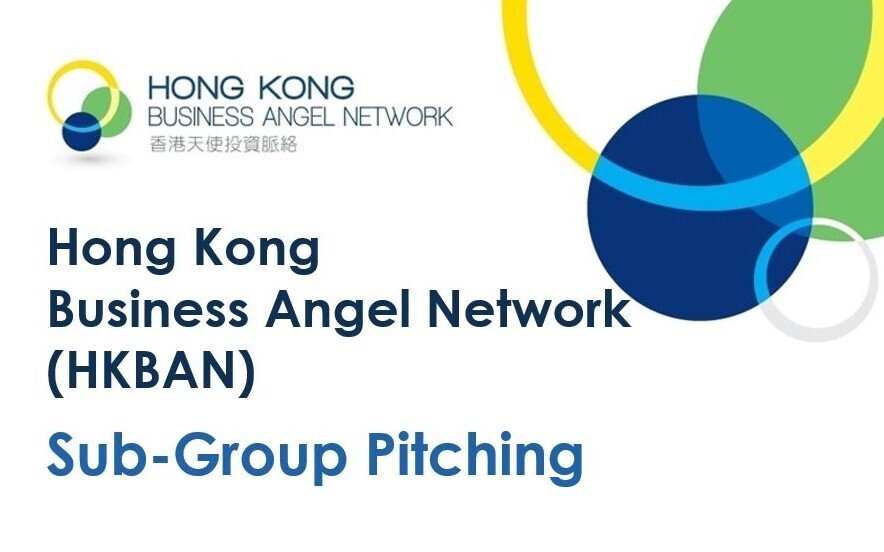 HONG KONG
BUSINESS ANGEL NETWORK
香港天使投資脈絡
Hong Kong
Business Angel Network
(HKBAN)
Sub-Group Pitching